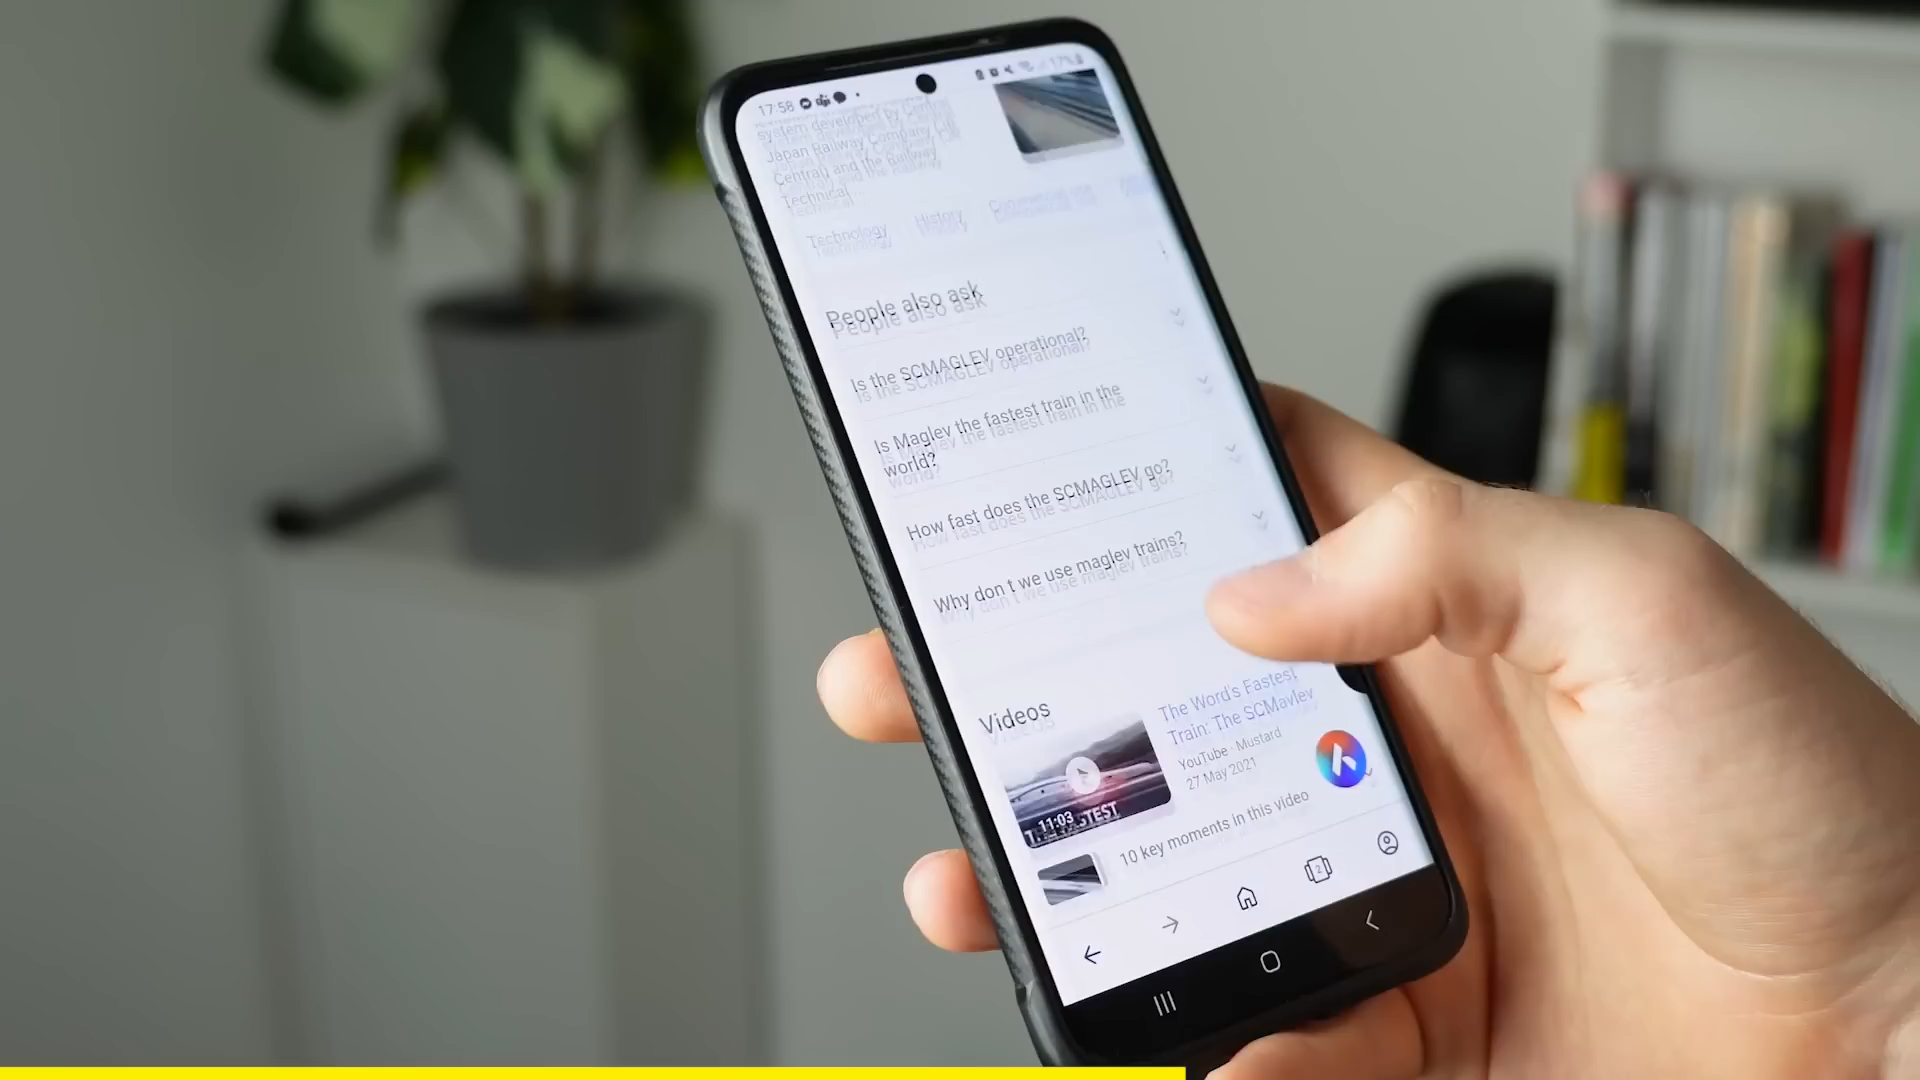 17:58
17%
system developed by Central
Japan Railway Company (JR
Central) and the Railway
Technical
Technology
History
People also ask
Is the SCMAGLEV operational?
Is Maglev the fastest train in the
world?
How fast does the SCMAGLEV go?
Why don't we use maglev trains?
Videos
The Word's Fastest
Train: The SCMavlev
YouTube · Mustard
27 May 2021
11:03
10 key moments in this video
2